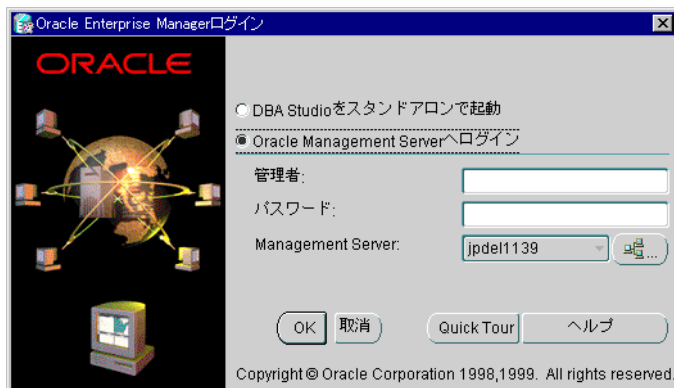 Oracle Enterprise Managerログイン
ORACLE
DBA Studioをスタンドアロンで起動
Oracle Management Serverへログイン
管理者:
パスワード:
Management Server:
jpdel1139
...
OK
取消
Quick Tour
ヘルプ
Copyright © Oracle Corporation 1998,1999. All rights reserved.